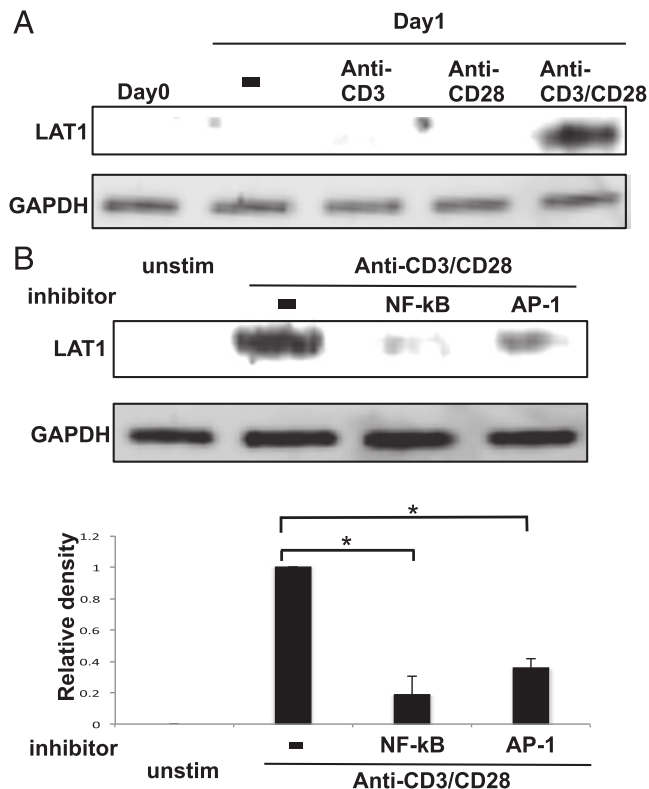 A
Day1
Day0
-
Anti-
CD3
Anti-
CD28
Anti-
CD3/CD28
LAT1
GAPDH
B
unstim
Anti-CD3/CD28
inhibitor
-
NF-kB
AP-1
LAT1
GAPDH
*
*
Relative density
1.2
1
0.8
0.6
0.4
0.2
0
inhibitor
-
NF-kB
AP-1
unstim
Anti-CD3/CD28